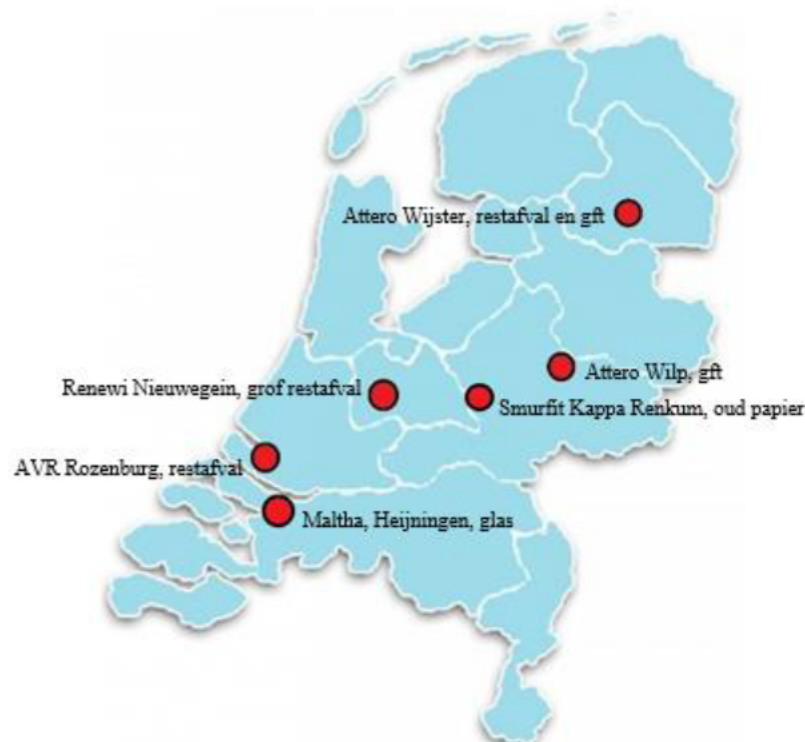 Attero Wijster, restafval en gft
Attero Wilp, gft
Renewi Nieuwegein, grof restafval
Smurfit Kappa Renkum, oud papier
AVR Rozenburg, restafval
Maltha, Heijningen, glas